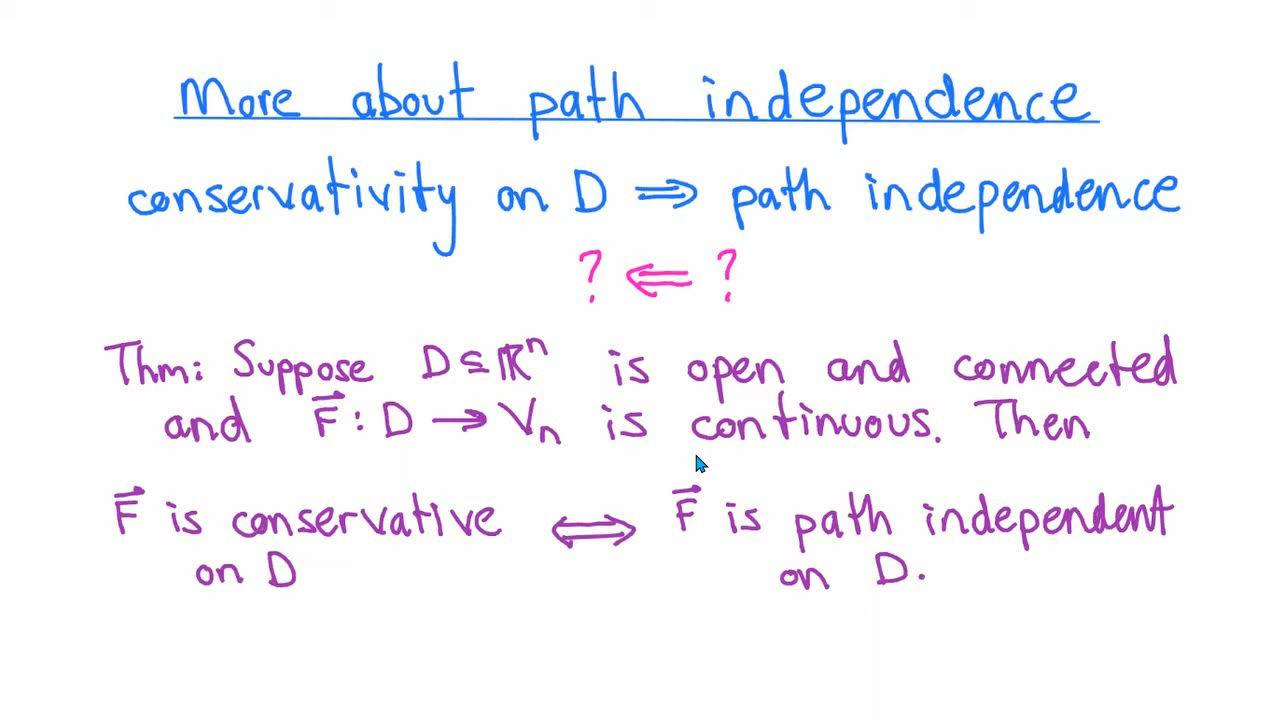 More about path independence
conservativity on D ⇒ path independence
? ⇐ ?
Thm: Suppose D ⊆ ℝⁿ is open and connected
and F⃗ : D → Vₙ is continuous. Then
F⃗ is conservative ⟺ F⃗ is path independent
on D on D.